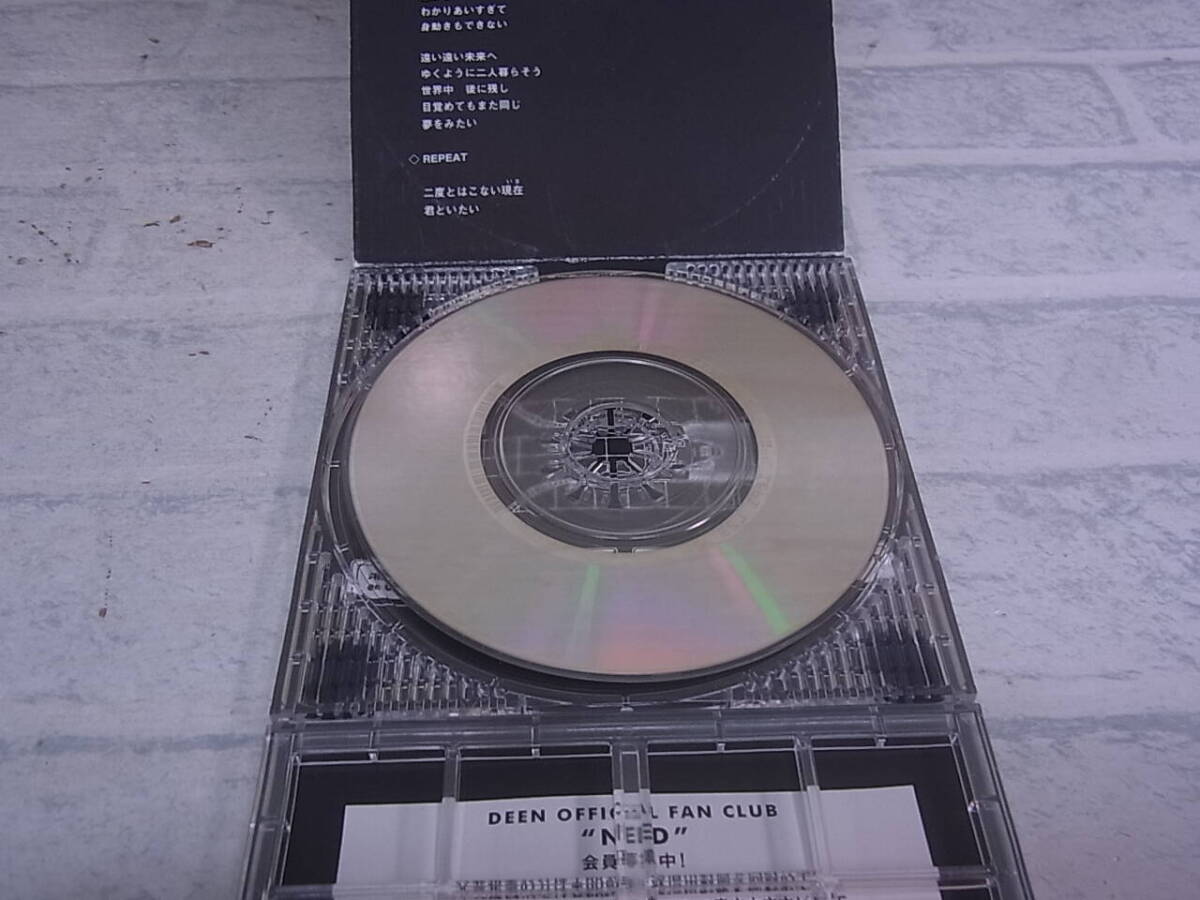 わかりあいすぎて
身動きもできない
遠い遠い未来へ
ゆくように二人暮らそう
世界中　後に残し
目覚めてもまた同じ
夢をみたい
◇ REPEAT
二度とはこない現在
いま
君といたい
DEEN OFFICIAL FAN CLUB
“NEED”
会員募集中！